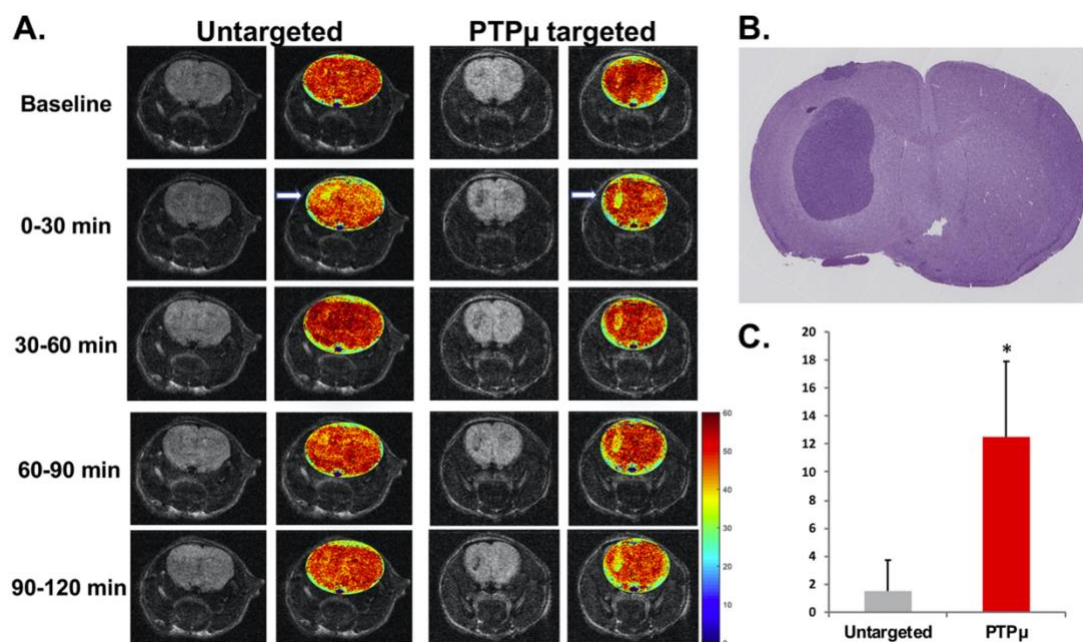 A.
Untargeted
PTPμ targeted
Baseline
0-30 min
30-60 min
60-90 min
90-120 min
60
50
40
30
20
10
0
B.
C.
20
18
16
14
12
10
8
6
4
2
0
*
Untargeted
PTPμ